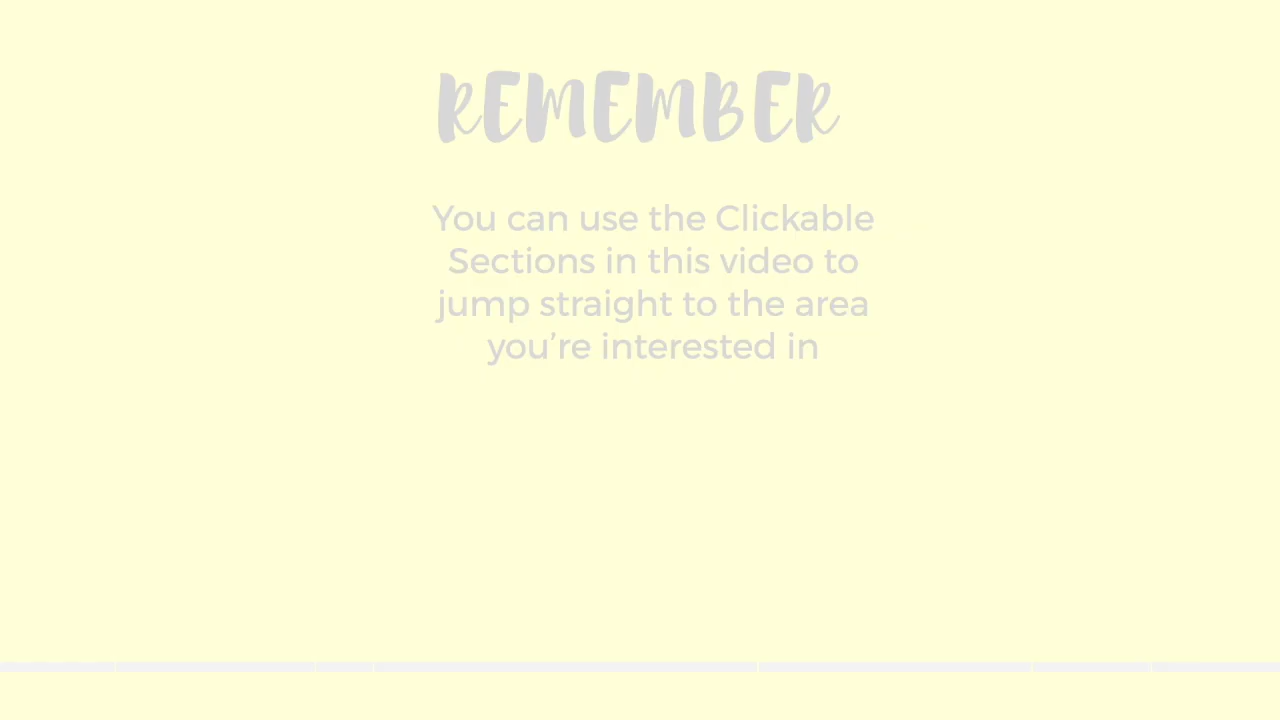 REMEMBER
You can use the Clickable
Sections in this video to
jump straight to the area
you’re interested in